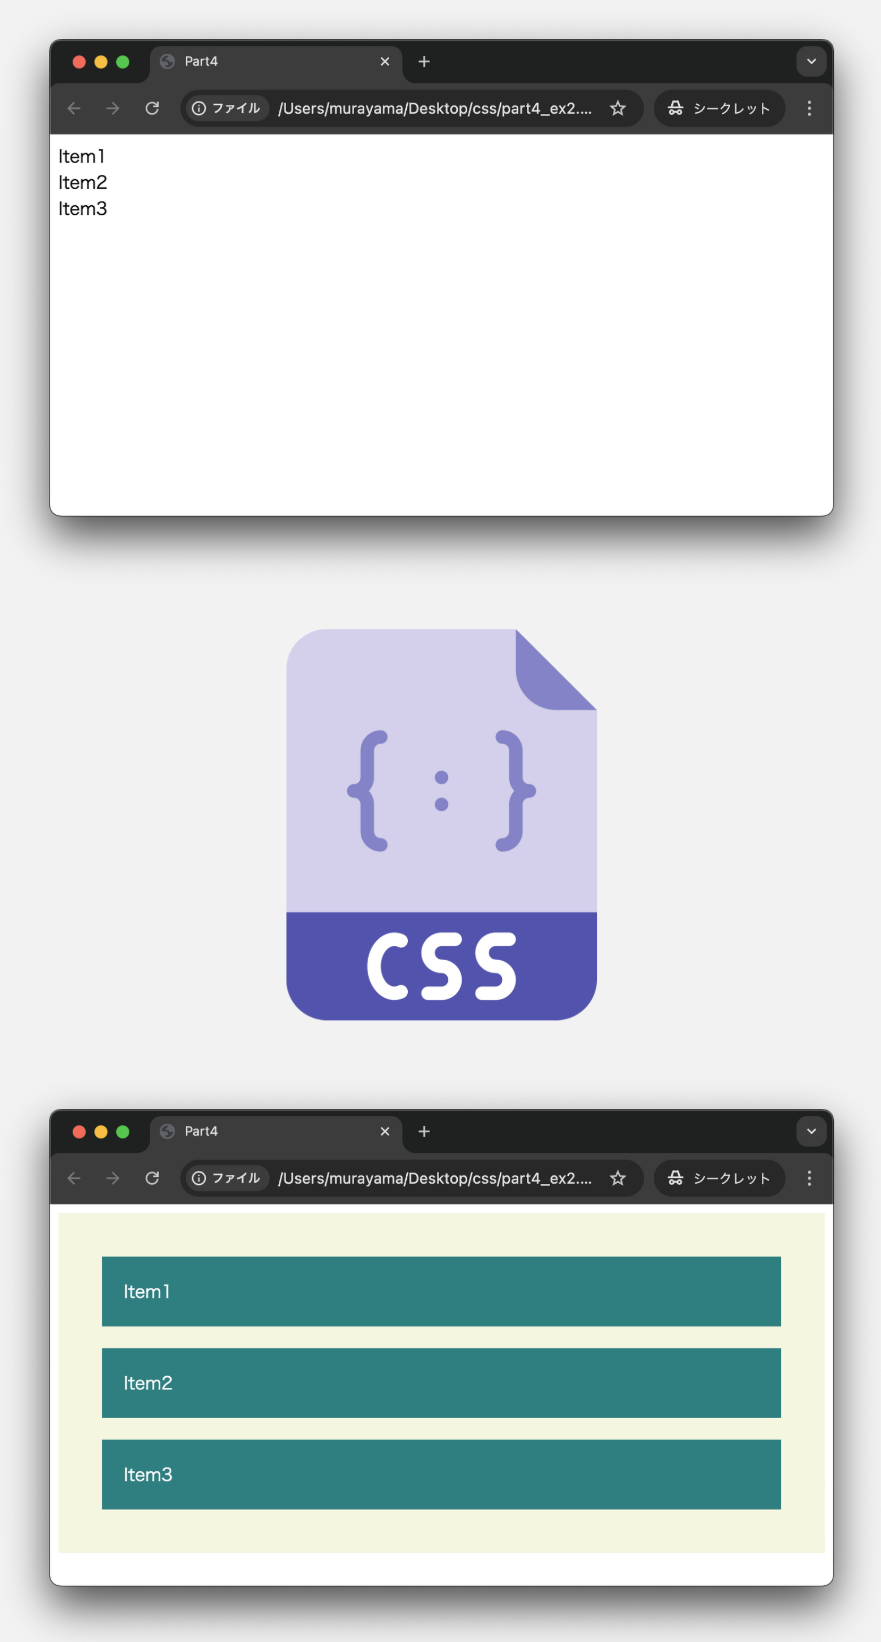 Part4
ファイル /Users/murayama/Desktop/css/part4_ex2.... シークレット
Item1
Item2
Item3
{ : }
CSS
Part4
ファイル /Users/murayama/Desktop/css/part4_ex2.... シークレット
Item1
Item2
Item3